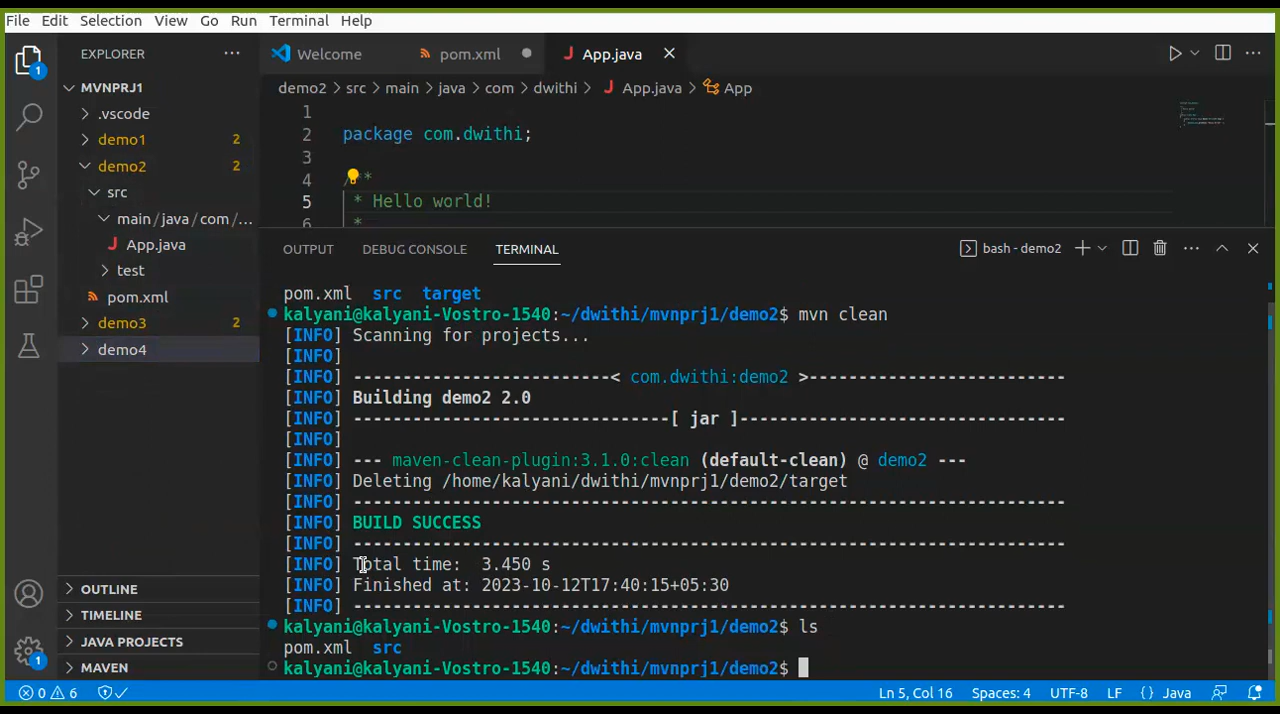 File Edit Selection View Go Run Terminal Help
EXPLORER ...
Welcome pom.xml App.java
MVNPRJ1
demo2 > src > main > java > com > dwithi > App.java > App
.vscode
demo1 2
demo2 2
src
main/java/com/...
App.java
test
pom.xml
demo3 2
demo4
OUTLINE
TIMELINE
JAVA PROJECTS
MAVEN
1
1
1
2 package com.dwithi;
3
4 /**
5 * Hello world!
6 *
OUTPUT DEBUG CONSOLE TERMINAL bash - demo2
pom.xml src target
kalyani@kalyani-Vostro-1540:~/dwithi/mvnprj1/demo2$ mvn clean
[INFO] Scanning for projects...
[INFO]
[INFO] -------------------------< com.dwithi:demo2 >--------------------------
[INFO] Building demo2 2.0
[INFO] --------------------------------[ jar ]---------------------------------
[INFO]
[INFO] --- maven-clean-plugin:3.1.0:clean (default-clean) @ demo2 ---
[INFO] Deleting /home/kalyani/dwithi/mvnprj1/demo2/target
[INFO] ------------------------------------------------------------------------
[INFO] BUILD SUCCESS
[INFO] ------------------------------------------------------------------------
[INFO] Total time:  3.450 s
[INFO] Finished at: 2023-10-12T17:40:15+05:30
[INFO] ------------------------------------------------------------------------
kalyani@kalyani-Vostro-1540:~/dwithi/mvnprj1/demo2$ ls
pom.xml src
kalyani@kalyani-Vostro-1540:~/dwithi/mvnprj1/demo2$
0 6 Ln 5, Col 16 Spaces: 4 UTF-8 LF {} Java